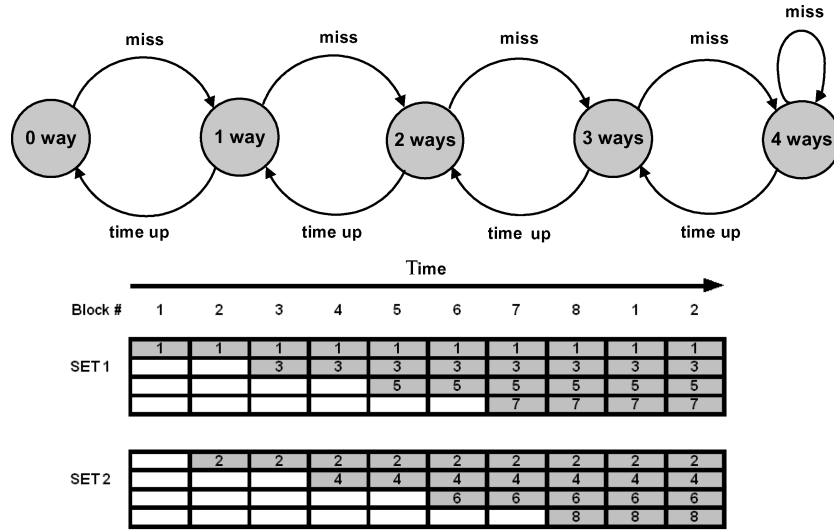 miss
miss miss miss miss
0 way 1 way 2 ways 3 ways 4 ways
time up time up time up time up
Time
Block # 1 2 3 4 5 6 7 8 1 2
1 1 1 1 1 1 1 1 1 1
SET 1 3 3 3 3 3 3 3 3
5 5 5 5 5 5
7 7 7 7
2 2 2 2 2 2 2 2 2
SET 2 4 4 4 4 4 4 4
6 6 6 6 6
8 8 8